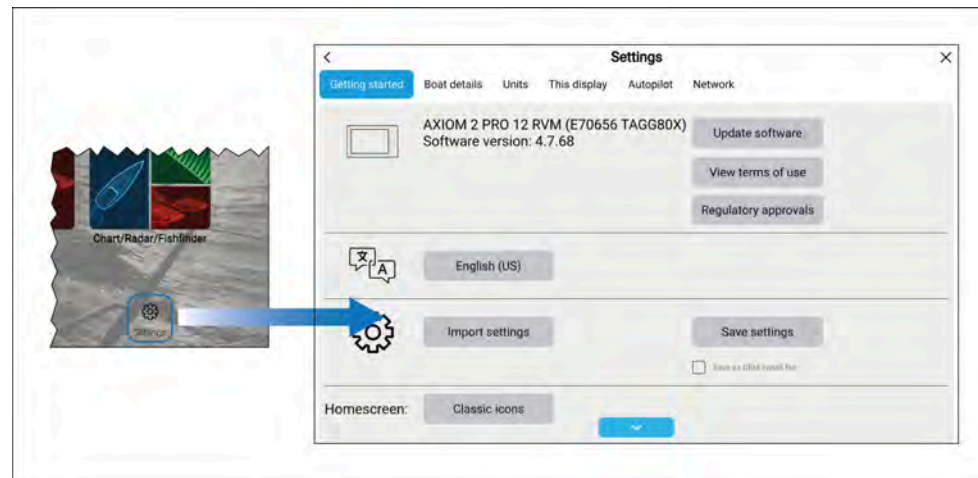 Settings
Getting started Boat details Units This display Autopilot Network
AXIOM 2 PRO 12 RVM (E70656 TAGG80X)
Software version: 4.7.68
Update software
View terms of use
Regulatory approvals
Chart/Radar/Fishfinder
文
A
English (US)
Settings
Import settings
Save settings
Homescreen:
Classic icons